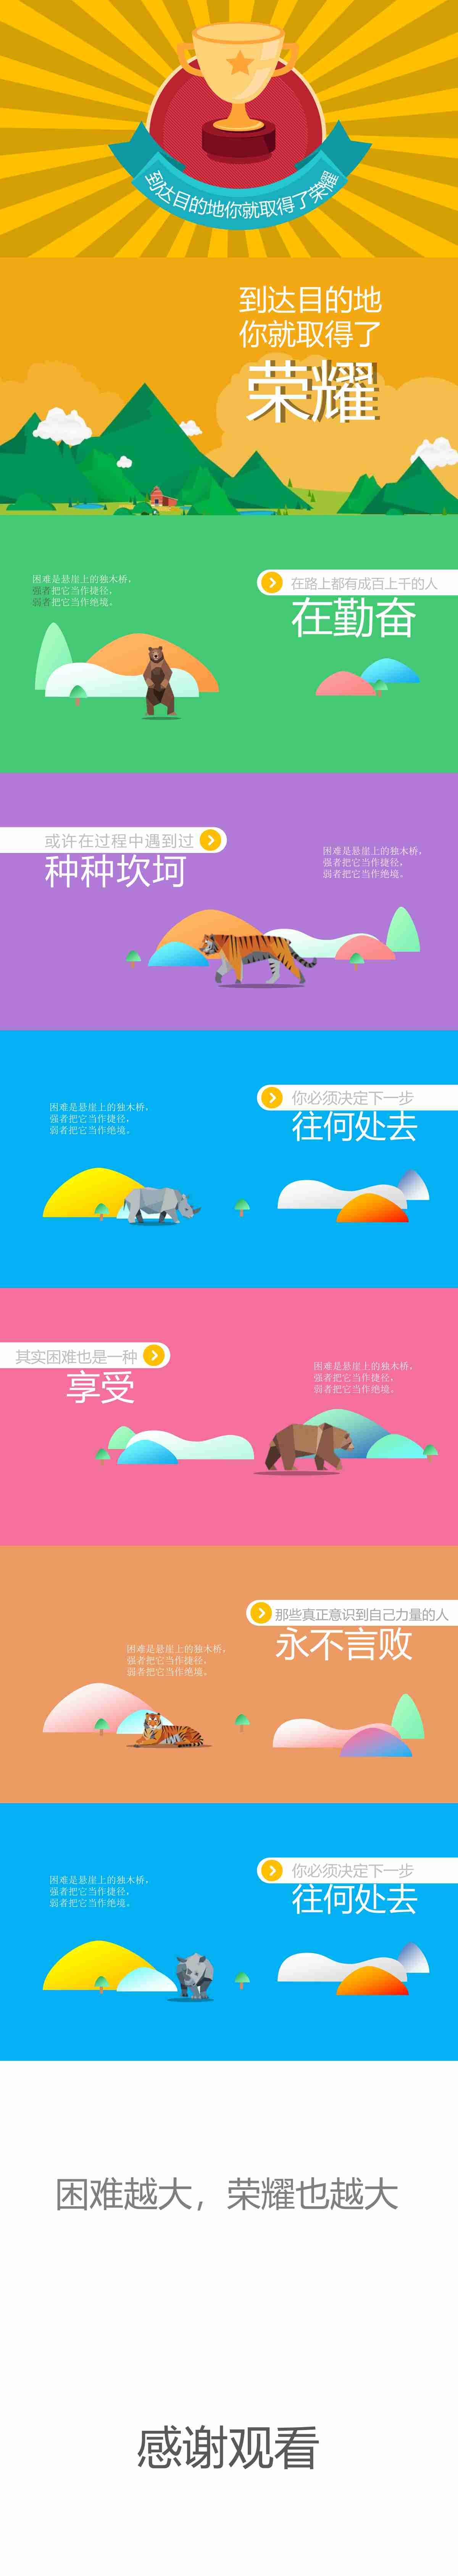 到达目的地你就取得了荣耀
到达目的地
你就取得了
荣耀
困难是悬崖上的独木桥，
强者把它当作捷径，
弱者把它当作绝境。
在路上都有成百上千的人
在勤奋
或许在过程中遇到过
种种坎坷
困难是悬崖上的独木桥，
强者把它当作捷径，
弱者把它当作绝境。
困难是悬崖上的独木桥，
强者把它当作捷径，
弱者把它当作绝境。
你必须决定下一步
往何处去
其实困难也是一种
享受
困难是悬崖上的独木桥，
强者把它当作捷径，
弱者把它当作绝境。
那些真正意识到自己力量的人
永不言败
困难是悬崖上的独木桥，
强者把它当作捷径，
弱者把它当作绝境。
困难是悬崖上的独木桥，
强者把它当作捷径，
弱者把它当作绝境。
你必须决定下一步
往何处去
困难越大，荣耀也越大
感谢观看